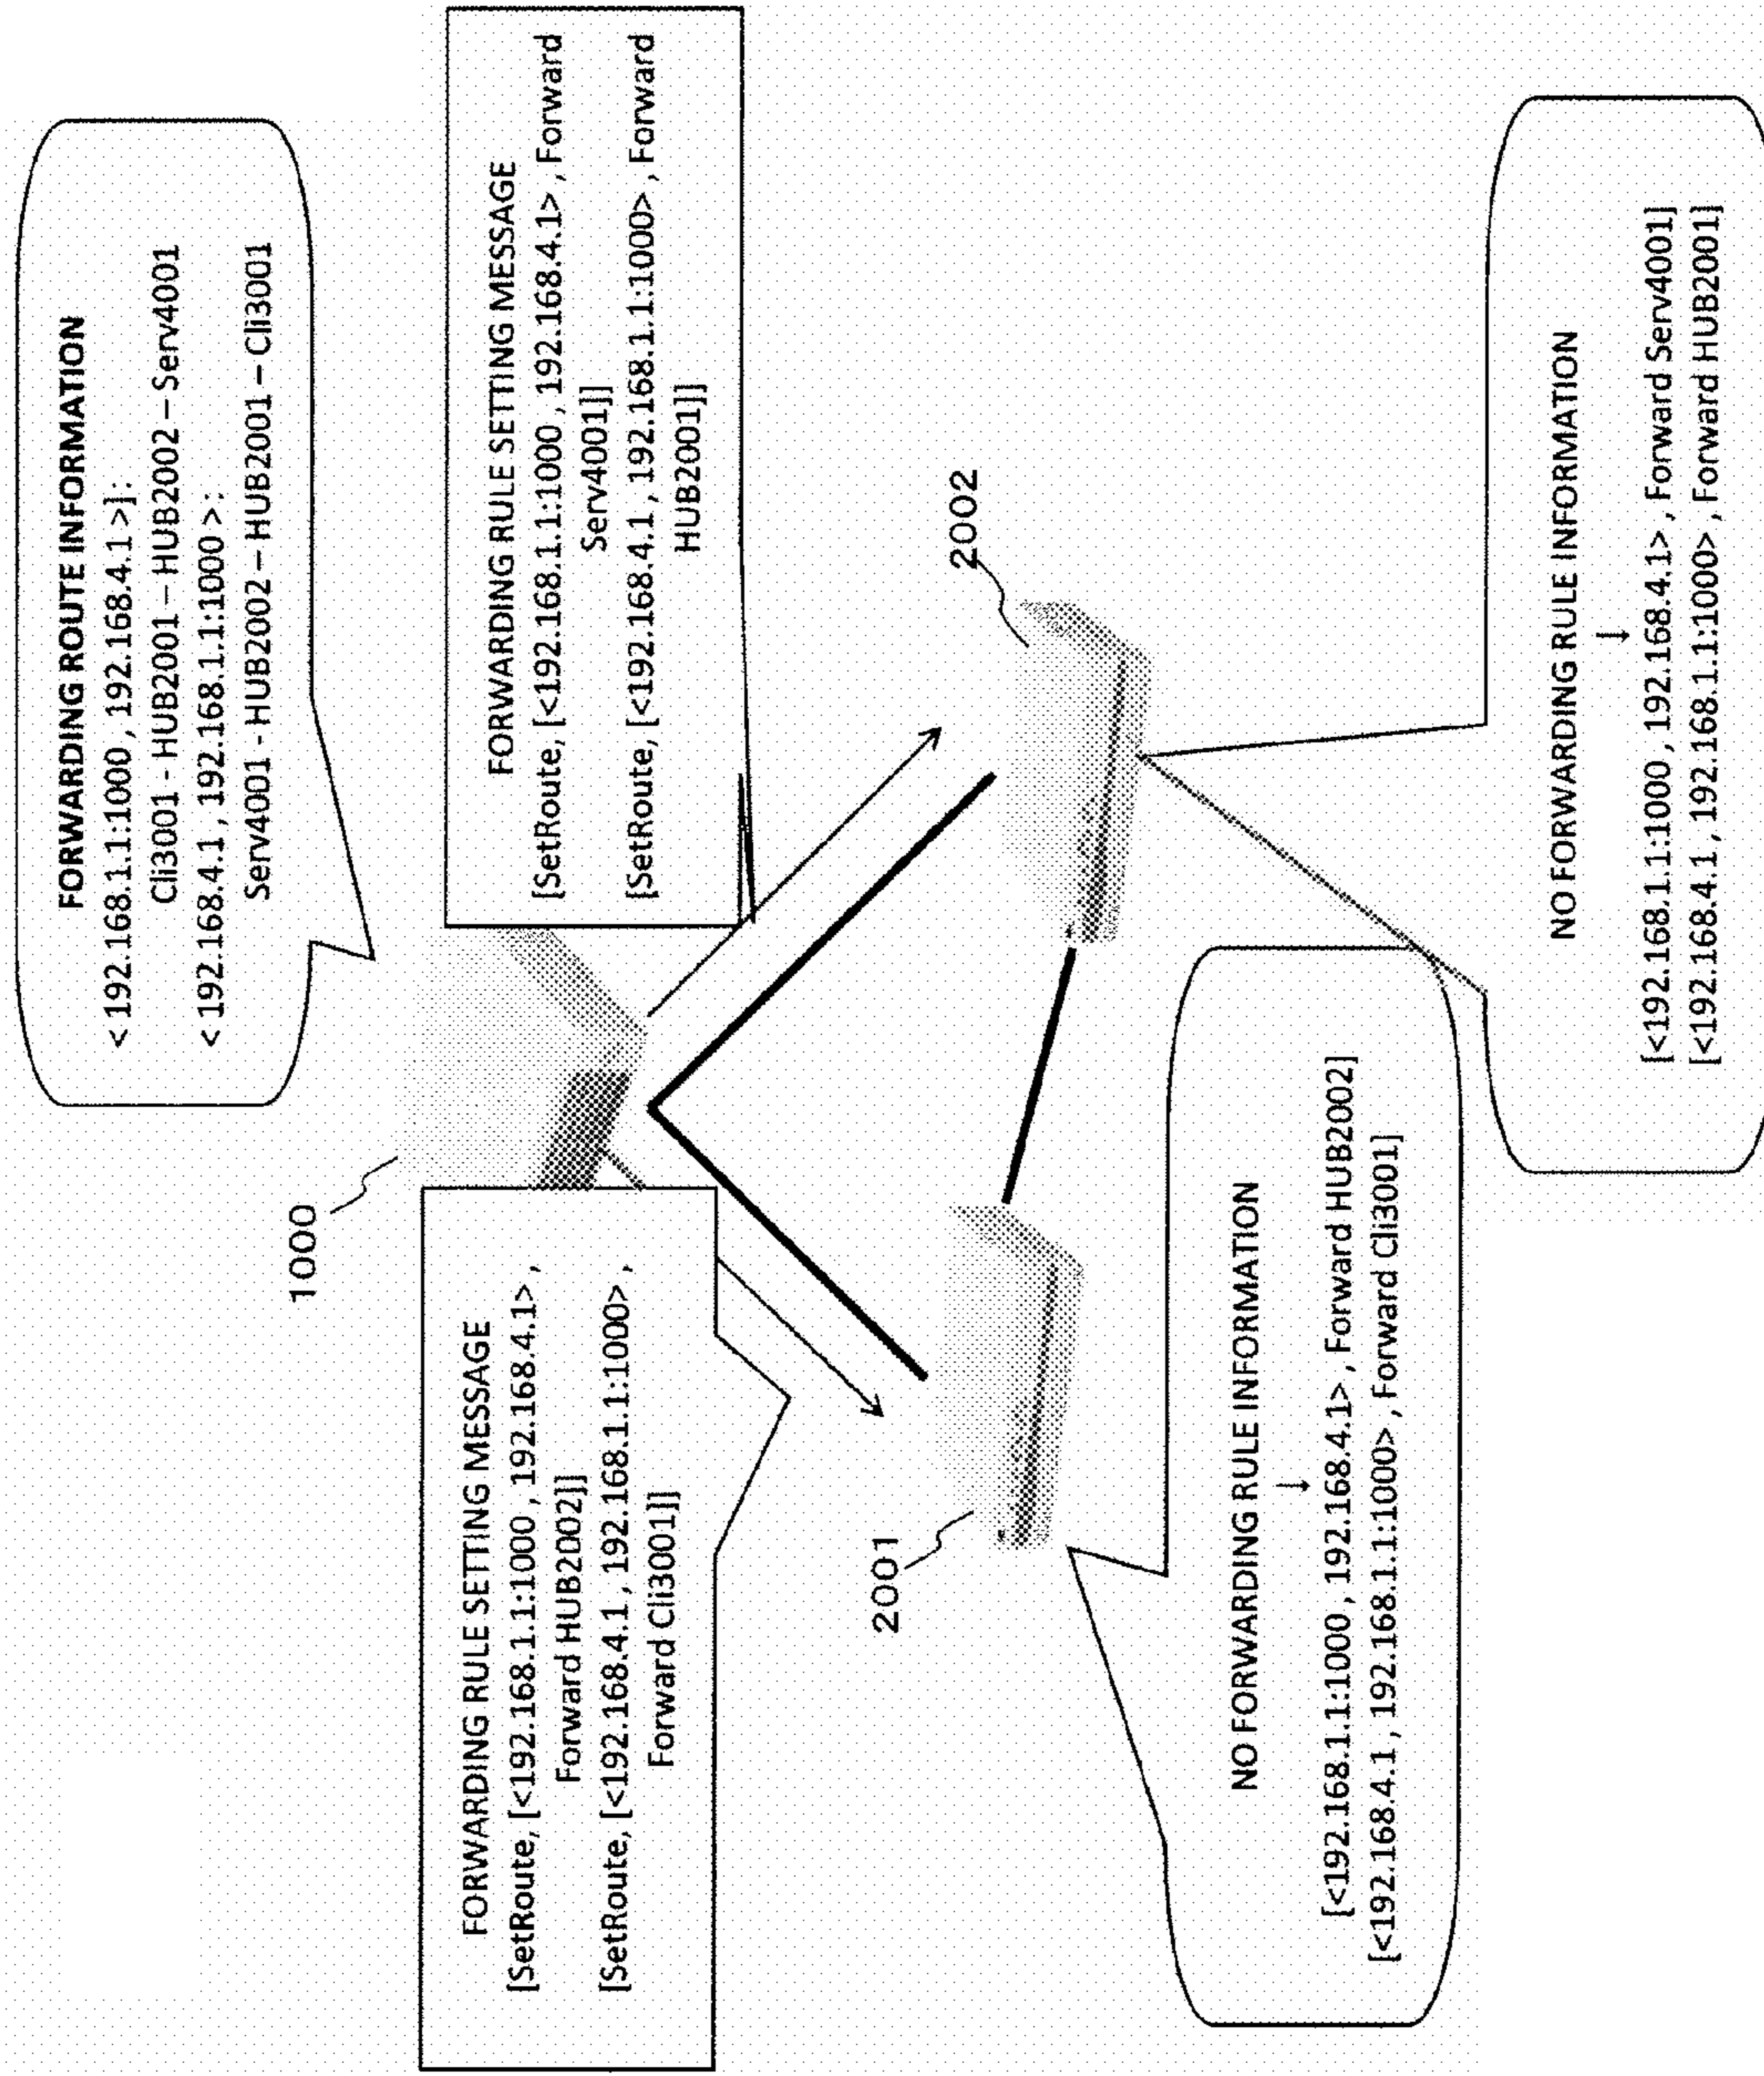 FORWARDING ROUTE INFORMATION
<192.168.1.1:1000 , 192.168.4.1 >]:
Cli3001 - HUB2001 – HUB2002 – Serv4001
< 192.168.4.1 , 192.168.1.1:1000 >:
Serv4001 - HUB2002 – HUB2001 – Cli3001
1000
FORWARDING RULE SETTING MESSAGE
[SetRoute, [<192.168.1.1:1000 , 192.168.4.1>,
Forward HUB2002]]
[SetRoute, [<192.168.4.1 , 192.168.1.1:1000> ,
Forward Cli3001]]
FORWARDING RULE SETTING MESSAGE
[SetRoute, [<192.168.1.1:1000 , 192.168.4.1> , Forward
Serv4001]]
[SetRoute, [<192.168.4.1 , 192.168.1.1:1000> , Forward
HUB2001]]
2001
2002
NO FORWARDING RULE INFORMATION
↓
[<192.168.1.1:1000 , 192.168.4.1> , Forward HUB2002]
[<192.168.4.1 , 192.168.1.1:1000> , Forward Cli3001]
NO FORWARDING RULE INFORMATION
↓
[<192.168.1.1:1000 , 192.168.4.1> , Forward Serv4001]
[<192.168.4.1 , 192.168.1.1:1000> , Forward HUB2001]